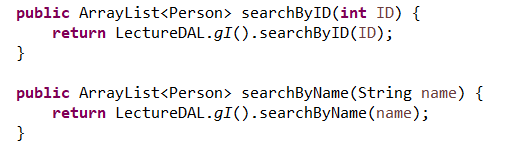 public ArrayList<Person> searchByID(int ID) {
    return LectureDAL.gI().searchByID(ID);
}
public ArrayList<Person> searchByName(String name) {
    return LectureDAL.gI().searchByName(name);
}